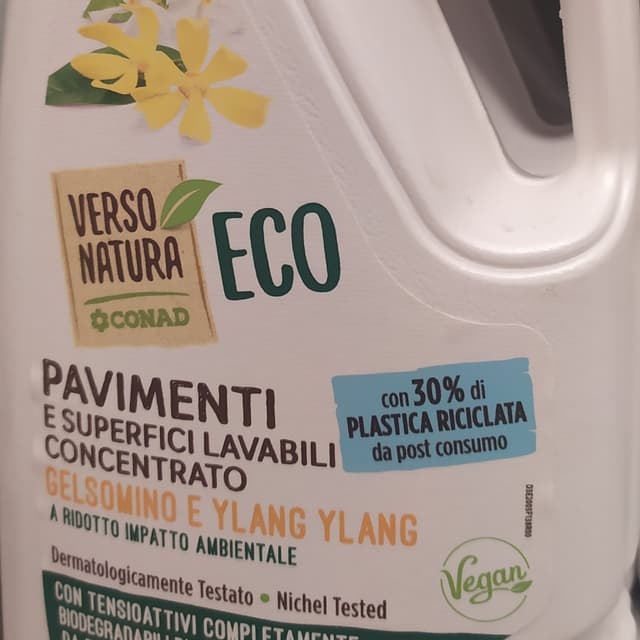 VERSO
NATURA
CONAD
ECO
PAVIMENTI
E SUPERFICI LAVABILI
CONCENTRATO
GELSOMINO E YLANG YLANG
A RIDOTTO IMPATTO AMBIENTALE
con 30% di
PLASTICA RICICLATA
da post consumo
Dermatologicamente Testato • Nichel Tested
Vegan
CON TENSIOATTIVI COMPLETAMENTE